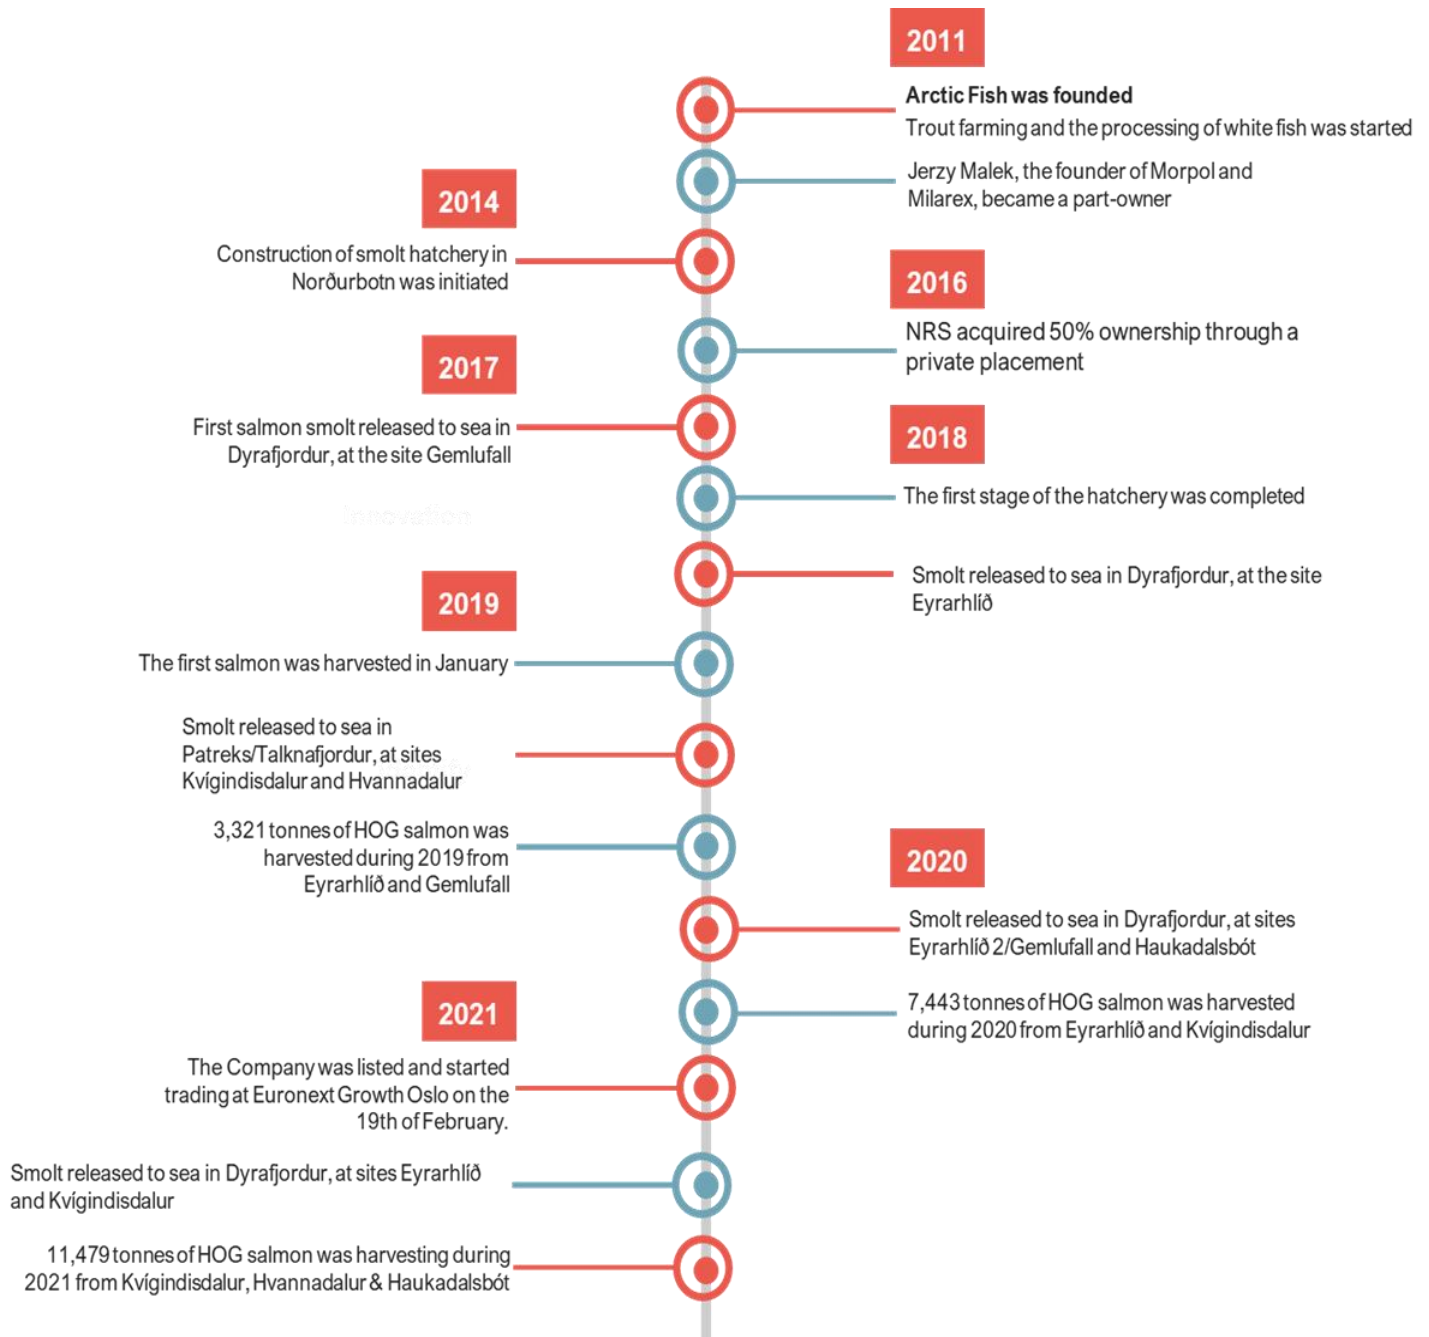 2011
Arctic Fish was founded
Trout farming and the processing of white fish was started
Jerzy Malek, the founder of Morpol and
Milarex, became a part-owner
2014
Construction of smolt hatchery in
Norðurbotn was initiated
2016
NRS acquired 50% ownership through a
private placement
2017
First salmon smolt released to sea in
Dyrafjordur, at the site Gemlufall
2018
The first stage of the hatchery was completed
Innovation
Smolt released to sea in Dyrafjordur, at the site
Eyrarhlíð
2019
The first salmon was harvested in January
Smolt released to sea in
Patreks/Talknafjordur, at sites
Kvígindisdalur and Hvannadalur
3,321 tonnes of HOG salmon was
harvested during 2019 from
Eyrarhlíð and Gemlufall
2020
Smolt released to sea in Dyrafjordur, at sites
Eyrarhlíð 2/Gemlufall and Haukadalsbót
7,443 tonnes of HOG salmon was harvested
during 2020 from Eyrarhlíð and Kvígindisdalur
2021
The Company was listed and started
trading at Euronext Growth Oslo on the
19th of February.
Smolt released to sea in Dyrafjordur, at sites Eyrarhlíð
and Kvígindisdalur
11,479 tonnes of HOG salmon was harvesting during
2021 from Kvígindisdalur, Hvannadalur & Haukadalsbót